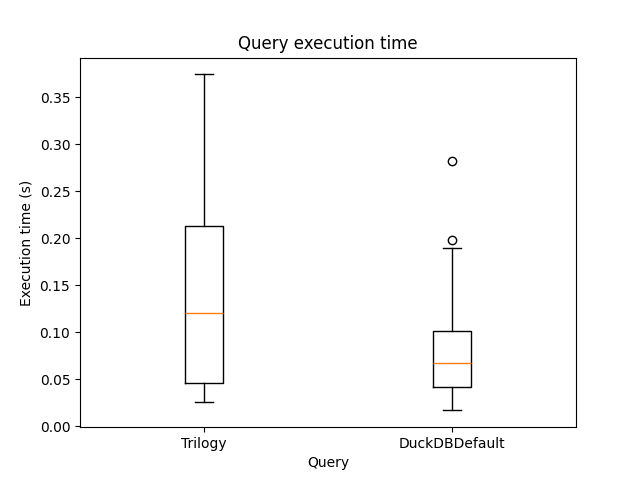 Query execution time
Execution time (s)
0.35
0.30
0.25
0.20
0.15
0.10
0.05
0.00
Trilogy
DuckDBDefault
Query